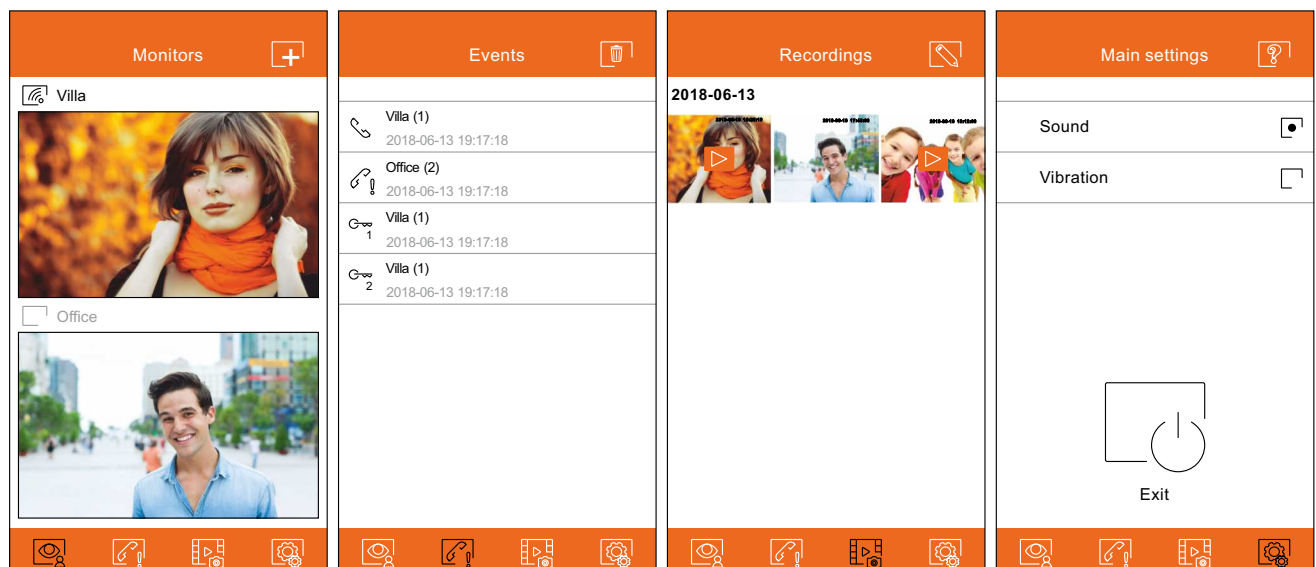 Monitors
Villa
Office
Events
Villa (1)
2018-06-13 19:17:18
Office (2)
2018-06-13 19:17:18
Villa (1)
1
2018-06-13 19:17:18
Villa (1)
2
2018-06-13 19:17:18
Recordings
2018-06-13
Main settings
Sound
Vibration
Exit